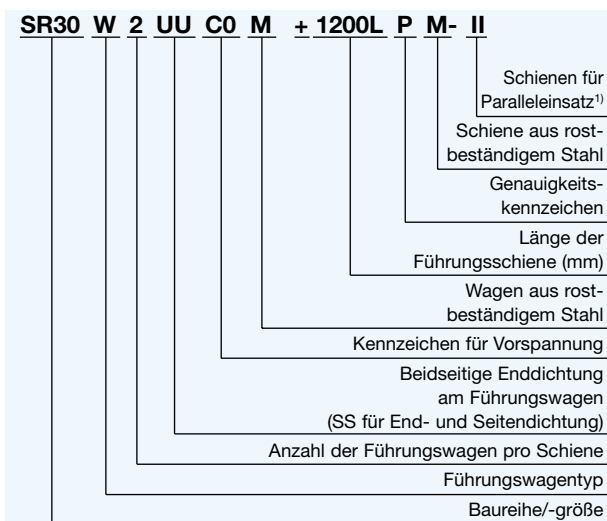 SR30 W 2 UU C0 M + 1200L P M- II
Schienen für
Paralleleinsatz1)
Schiene aus rost-
beständigem Stahl
Genauigkeits-
kennzeichen
Länge der
Führungsschiene (mm)
Wagen aus rost-
beständigem Stahl
Kennzeichen für Vorspannung
Beidseitige Enddichtung
am Führungswagen
(SS für End- und Seitendichtung)
Anzahl der Führungswagen pro Schiene
Führungswagentyp
Baureihe/-größe